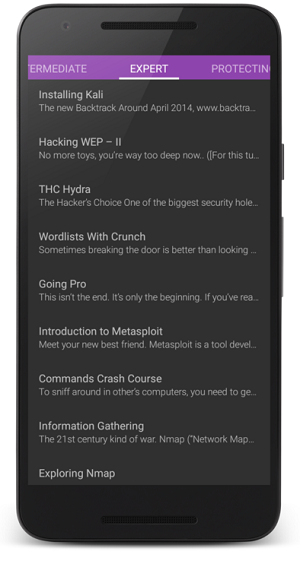 TERMEDIATE EXPERT PROTECTING
Installing Kali
The new Backtrack Around April 2014, www.backtra...
Hacking WEP – II
No more toys, you're way too deep now.. ([For this tu...
THC Hydra
The Hacker's Choice One of the biggest security hole...
Wordlists With Crunch
Sometimes breaking the door is better than looking ...
Going Pro
This isn't the end. It's only the beginning. If you've rea...
Introduction to Metasploit
Meet your new best friend. Metasploit is a tool devel...
Commands Crash Course
To sniff around in other's computers, you need to ge...
Information Gathering
The 21st century kind of war. Nmap ("Network Map...
Exploring Nmap